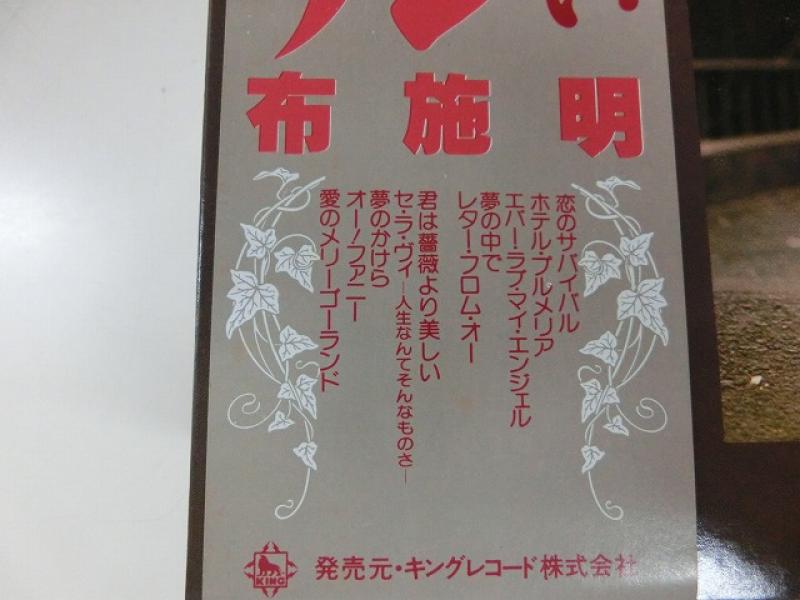 布施明
恋のサバイバル
ホテル・プルメリア
エバー・ラブ・マイ・エンジェル
夢の中で
レター・フロム・オー
君は薔薇より美しい
セ・ラ・ヴィ—人生なんてそんなものさ—
夢のかけら
オー!ファニー
愛のメリーゴーランド
KING
発売元・キングレコード株式会社